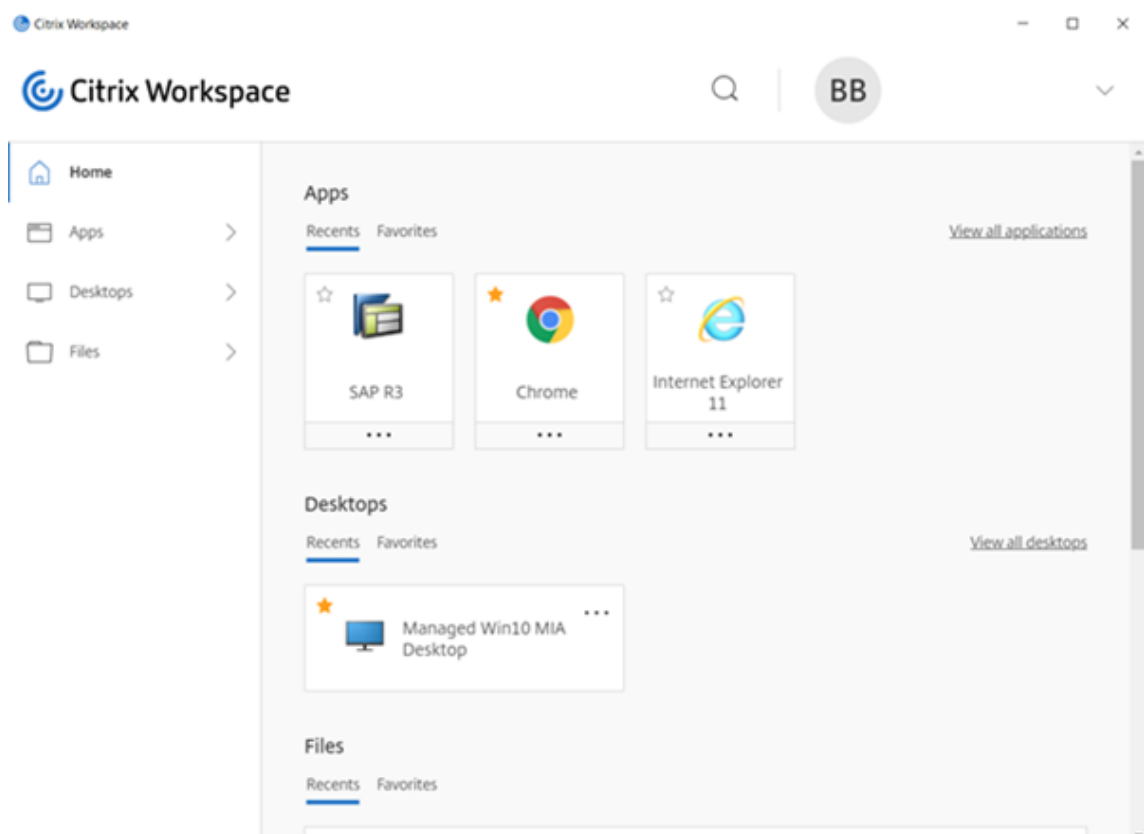 Citrix Workspace
Citrix Workspace
BB
Home
Apps
Desktops
Files
Apps
Recents Favorites View all applications
SAP R3
Chrome
Internet Explorer
11
Desktops
Recents Favorites View all desktops
Managed Win10 MIA
Desktop
Files
Recents Favorites